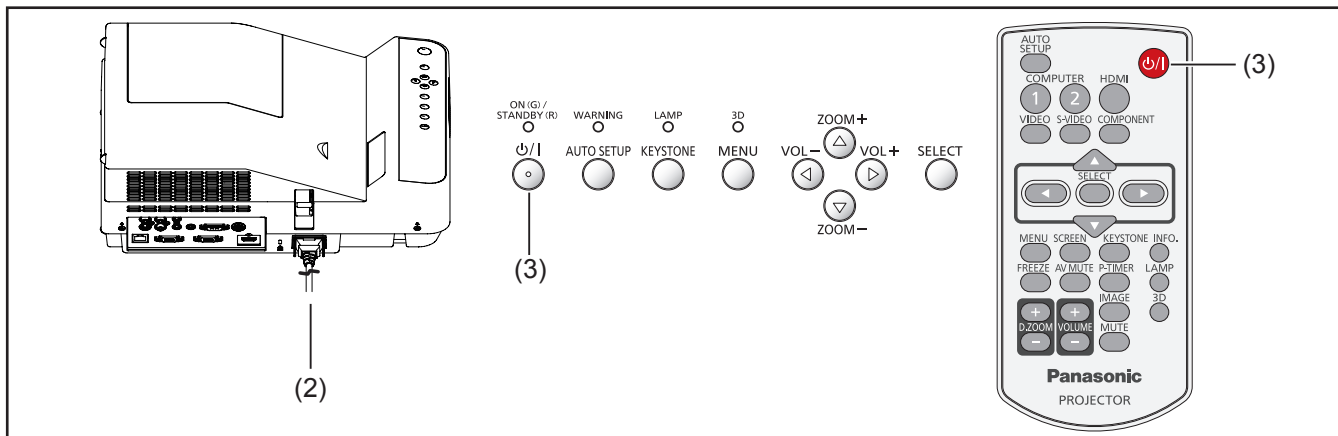 (2)
ON (G) /
STANDBY (R)
WARNING
LAMP
3D
⏻/|
AUTO SETUP
KEYSTONE
MENU
VOL−
ZOOM+
VOL+
ZOOM−
SELECT
(3)
AUTO
SETUP
⏻/|
(3)
COMPUTER
HDMI
1
2
VIDEO
S-VIDEO
COMPONENT
SELECT
MENU
SCREEN
KEYSTONE
INFO.
FREEZE
AV MUTE
P-TIMER
LAMP
IMAGE
3D
+
+
D.ZOOM
VOLUME
MUTE
−
−
Panasonic
PROJECTOR